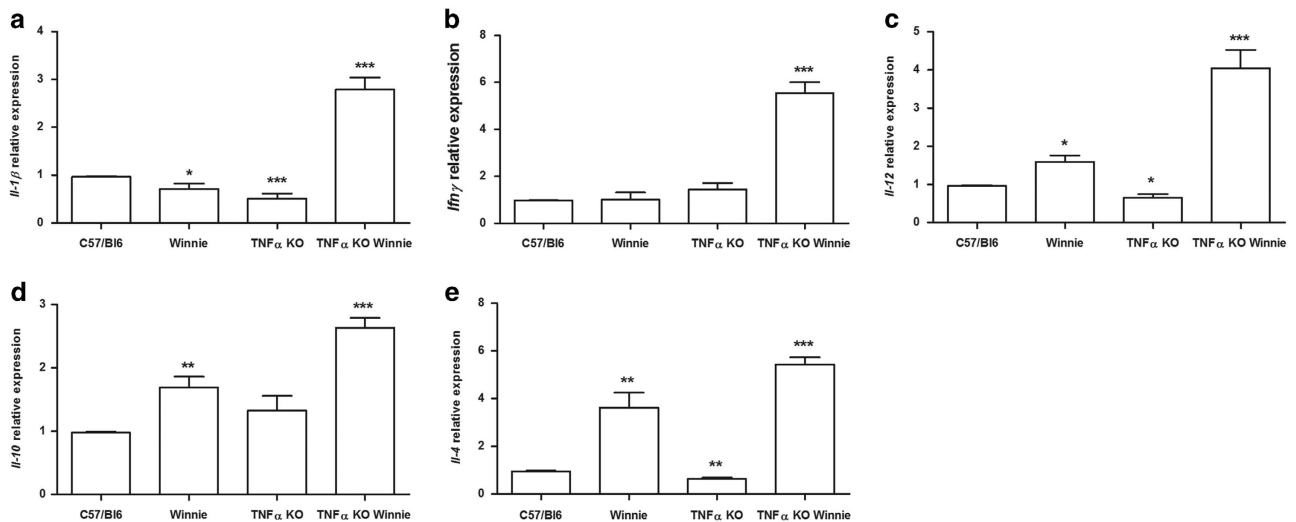 a
Il-1β relative expression
4
3
2
1
0
*
***
***
C57/Bl6 Winnie TNFα KO TNFα KO Winnie
b
Ifnγ relative expression
8
6
4
2
0
***
C57/Bl6 Winnie TNFα KO TNFα KO Winnie
c
Il-12 relative expression
5
4
3
2
1
0
*
*
***
C57/Bl6 Winnie TNFα KO TNFα KO Winnie
d
Il-10 relative expression
3
2
1
0
**
***
C57/Bl6 Winnie TNFα KO TNFα KO Winnie
e
Il-4 relative expression
8
6
4
2
0
**
**
***
C57/Bl6 Winnie TNFα KO TNFα KO Winnie